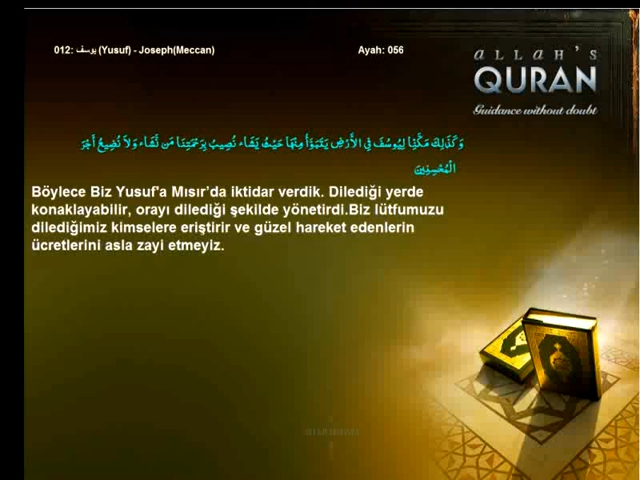 012: يوسف (Yusuf) - Joseph(Meccan)
Ayah: 056
ALLAH'S
QURAN
Guidance without doubt
وَكَذَلِكَ مَكَّنَّا لِيُوسُفَ فِي الأَرْضِ يَتَبَوَّأُ مِنْهَا حَيْثُ يَشَاء نُصِيبُ بِرَحْمَتِنَا مَن نَّشَاء وَلاَ نُضِيعُ أَجْرَ
الْمُحْسِنِينَ
Böylece Biz Yusuf'a Mısır'da iktidar verdik. Dilediği yerde
konaklayabilir, orayı dilediği şekilde yönetirdi.Biz lütfumuzu
dilediğimiz kimselere eriştirir ve güzel hareket edenlerin
ücretlerini asla zayi etmeyiz.